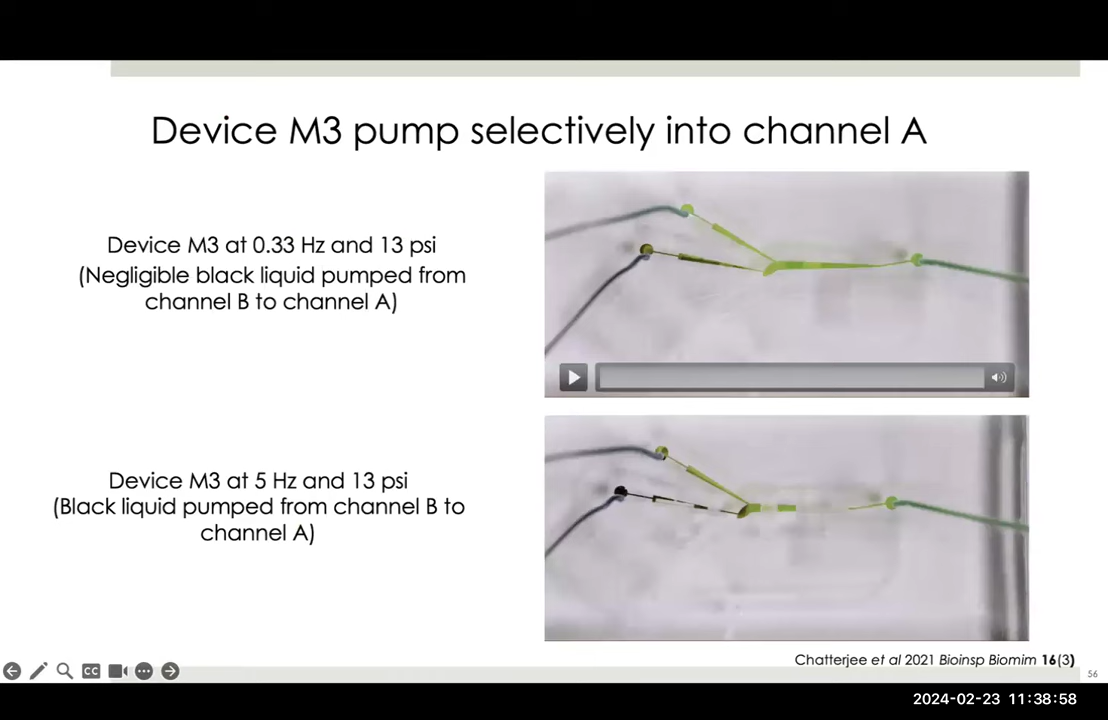 Device M3 pump selectively into channel A
Device M3 at 0.33 Hz and 13 psi
(Negligible black liquid pumped from
channel B to channel A)
Device M3 at 5 Hz and 13 psi
(Black liquid pumped from channel B to
channel A)
Chatterjee et al 2021 Bioinsp Biomim 16(3)
CC
56
2024-02-23 11:38:58